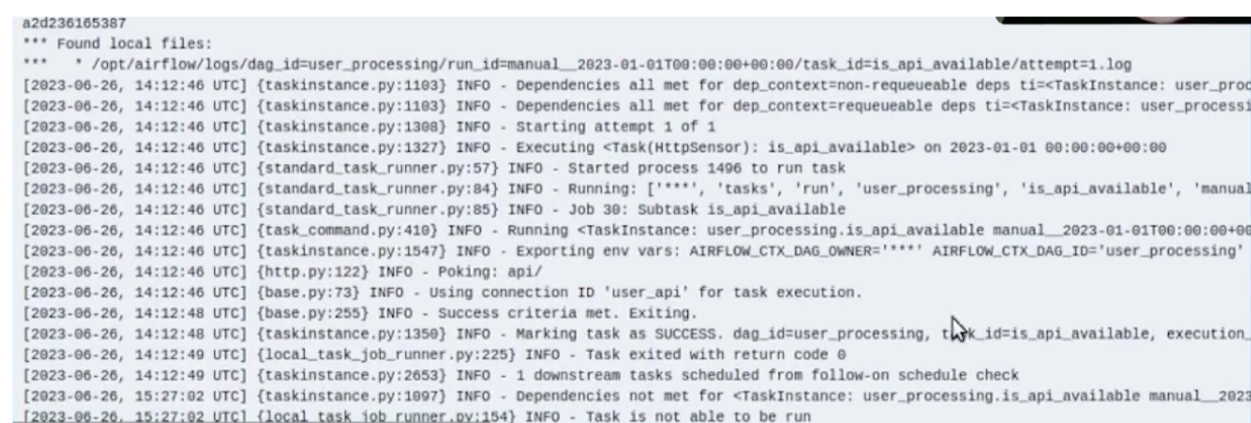 a2d236165387
*** Found local files:
***   * /opt/airflow/logs/dag_id=user_processing/run_id=manual__2023-01-01T00:00:00+00:00/task_id=is_api_available/attempt=1.log
[2023-06-26, 14:12:46 UTC] {taskinstance.py:1103} INFO - Dependencies all met for dep_context=non-requeueable deps ti=<TaskInstance: user_proc
[2023-06-26, 14:12:46 UTC] {taskinstance.py:1103} INFO - Dependencies all met for dep_context=requeueable deps ti=<TaskInstance: user_processi
[2023-06-26, 14:12:46 UTC] {taskinstance.py:1308} INFO - Starting attempt 1 of 1
[2023-06-26, 14:12:46 UTC] {taskinstance.py:1327} INFO - Executing <Task(HttpSensor): is_api_available> on 2023-01-01 00:00:00+00:00
[2023-06-26, 14:12:46 UTC] {standard_task_runner.py:57} INFO - Started process 1496 to run task
[2023-06-26, 14:12:46 UTC] {standard_task_runner.py:84} INFO - Running: ['***', 'tasks', 'run', 'user_processing', 'is_api_available', 'manual
[2023-06-26, 14:12:46 UTC] {standard_task_runner.py:85} INFO - Job 30: Subtask is_api_available
[2023-06-26, 14:12:46 UTC] {task_command.py:410} INFO - Running <TaskInstance: user_processing.is_api_available manual__2023-01-01T00:00:00+00
[2023-06-26, 14:12:46 UTC] {taskinstance.py:1547} INFO - Exporting env vars: AIRFLOW_CTX_DAG_OWNER='***' AIRFLOW_CTX_DAG_ID='user_processing'
[2023-06-26, 14:12:46 UTC] {http.py:122} INFO - Poking: api/
[2023-06-26, 14:12:46 UTC] {base.py:73} INFO - Using connection ID 'user_api' for task execution.
[2023-06-26, 14:12:48 UTC] {base.py:255} INFO - Success criteria met. Exiting.
[2023-06-26, 14:12:48 UTC] {taskinstance.py:1350} INFO - Marking task as SUCCESS. dag_id=user_processing, task_id=is_api_available, execution_
[2023-06-26, 14:12:49 UTC] {local_task_job_runner.py:225} INFO - Task exited with return code 0
[2023-06-26, 14:12:49 UTC] {taskinstance.py:2653} INFO - 1 downstream tasks scheduled from follow-on schedule check
[2023-06-26, 15:27:02 UTC] {taskinstance.py:1097} INFO - Dependencies not met for <TaskInstance: user_processing.is_api_available manual__2023
[2023-06-26, 15:27:02 UTC] {local_task_job_runner.py:154} INFO - Task is not able to be run